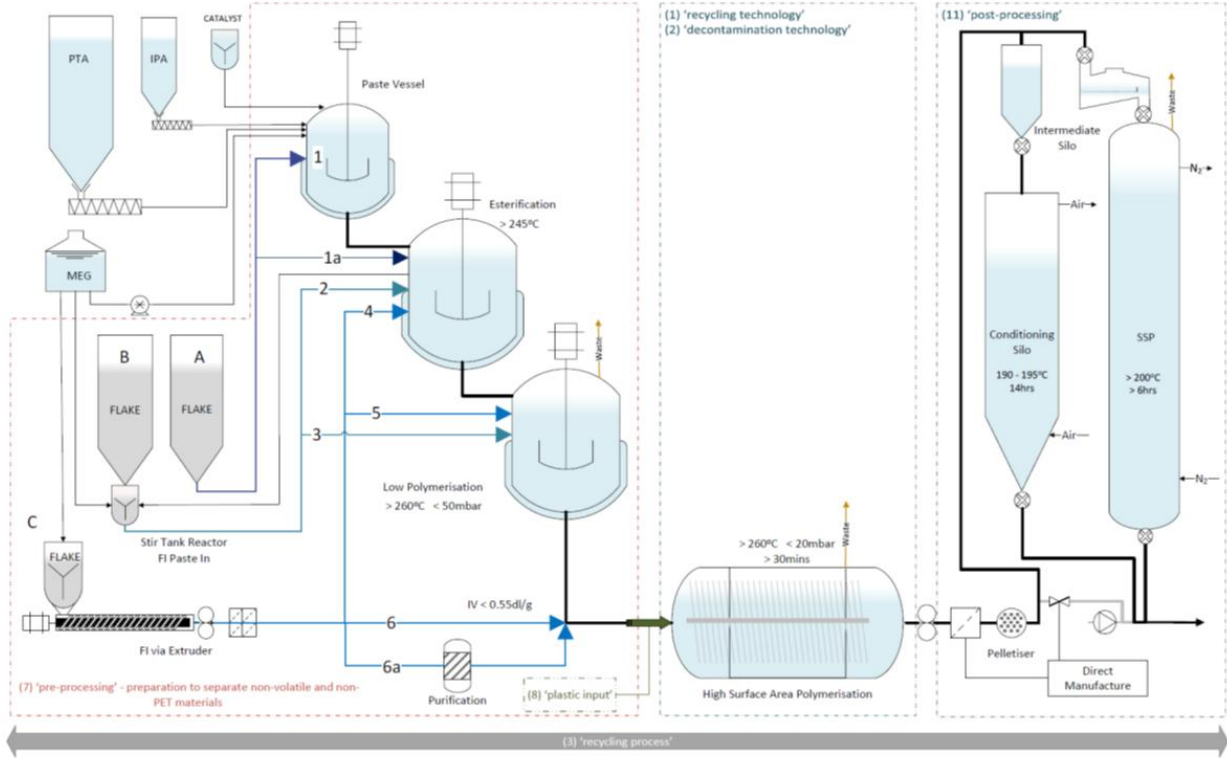 PTA
IPA
CATALYST
Paste Vessel
1
MEG
Esterification
> 245ºC
1a
2
4
B
FLAKE
A
FLAKE
Waste
5
3
Low Polymerisation
> 260ºC < 50mbar
C
FLAKE
Stir Tank Reactor
FI Paste In
FI via Extruder
IV < 0.55dl/g
6
6a
Purification
(7) 'pre-processing' - preparation to separate non-volatile and non-
PET materials
(8) 'plastic input'
(1) 'recycling technology'
(2) 'decontamination technology'
> 260ºC < 20mbar
> 30mins
Waste
High Surface Area Polymerisation
(11) 'post-processing'
Intermediate
Silo
Waste
N2
Air
Conditioning
Silo
190 - 195ºC
14hrs
SSP
> 200ºC
> 6hrs
Air
N2
Pelletiser
Direct
Manufacture
(3) 'recycling process'